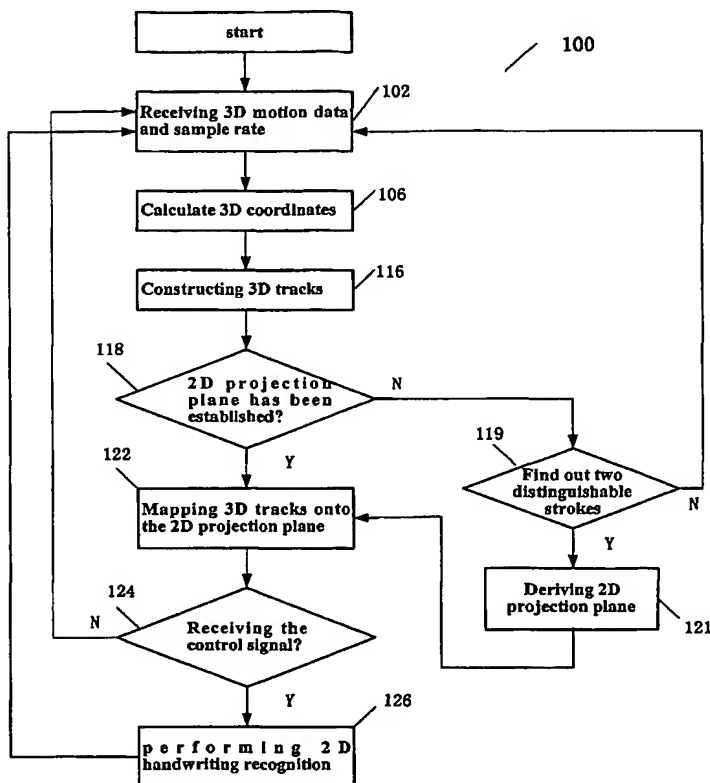 start
100
102
Receiving 3D motion data
and sample rate
106
Calculate 3D coordinates
116
Constructing 3D tracks
118
2D projection
plane has been
established?
N
Y
119
Find out two
distinguishable
strokes
N
Y
122
Mapping 3D tracks onto
the 2D projection plane
Deriving 2D
projection plane
121
124
N
Receiving the
control signal?
Y
126
performing 2D
handwriting recognition